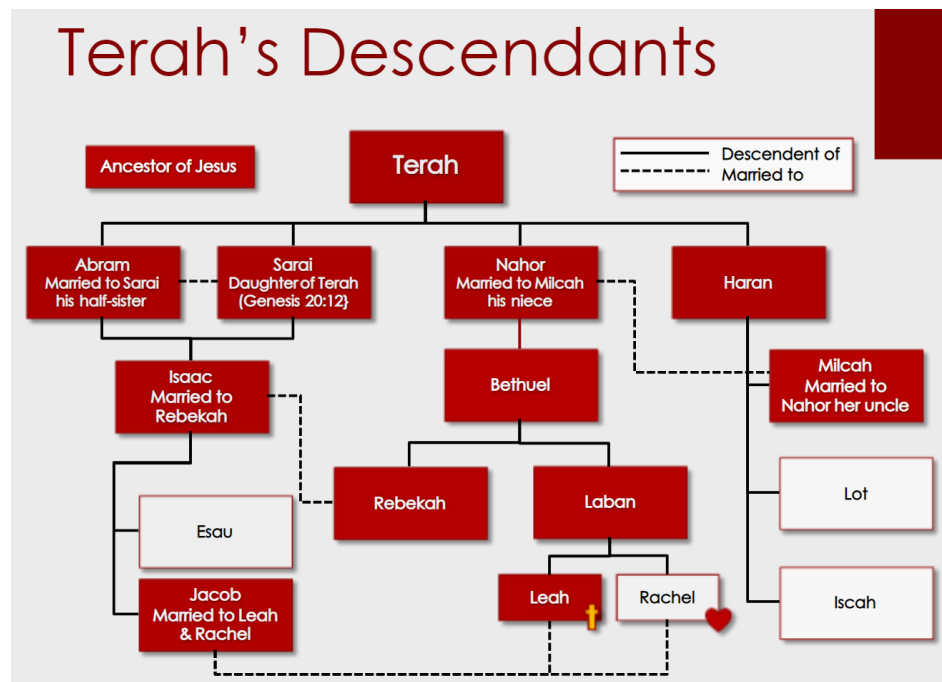 Terah's Descendants
Ancestor of Jesus
Terah
Descendent of
Married to
Abram
Married to Sarai
his half-sister
Sarai
Daughter of Terah
(Genesis 20:12}
Nahor
Married to Milcah
his niece
Haran
Isaac
Married to
Rebekah
Bethuel
Milcah
Married to
Nahor her uncle
Rebekah
Laban
Lot
Esau
Jacob
Married to Leah
& Rachel
Leah
Rachel
Iscah